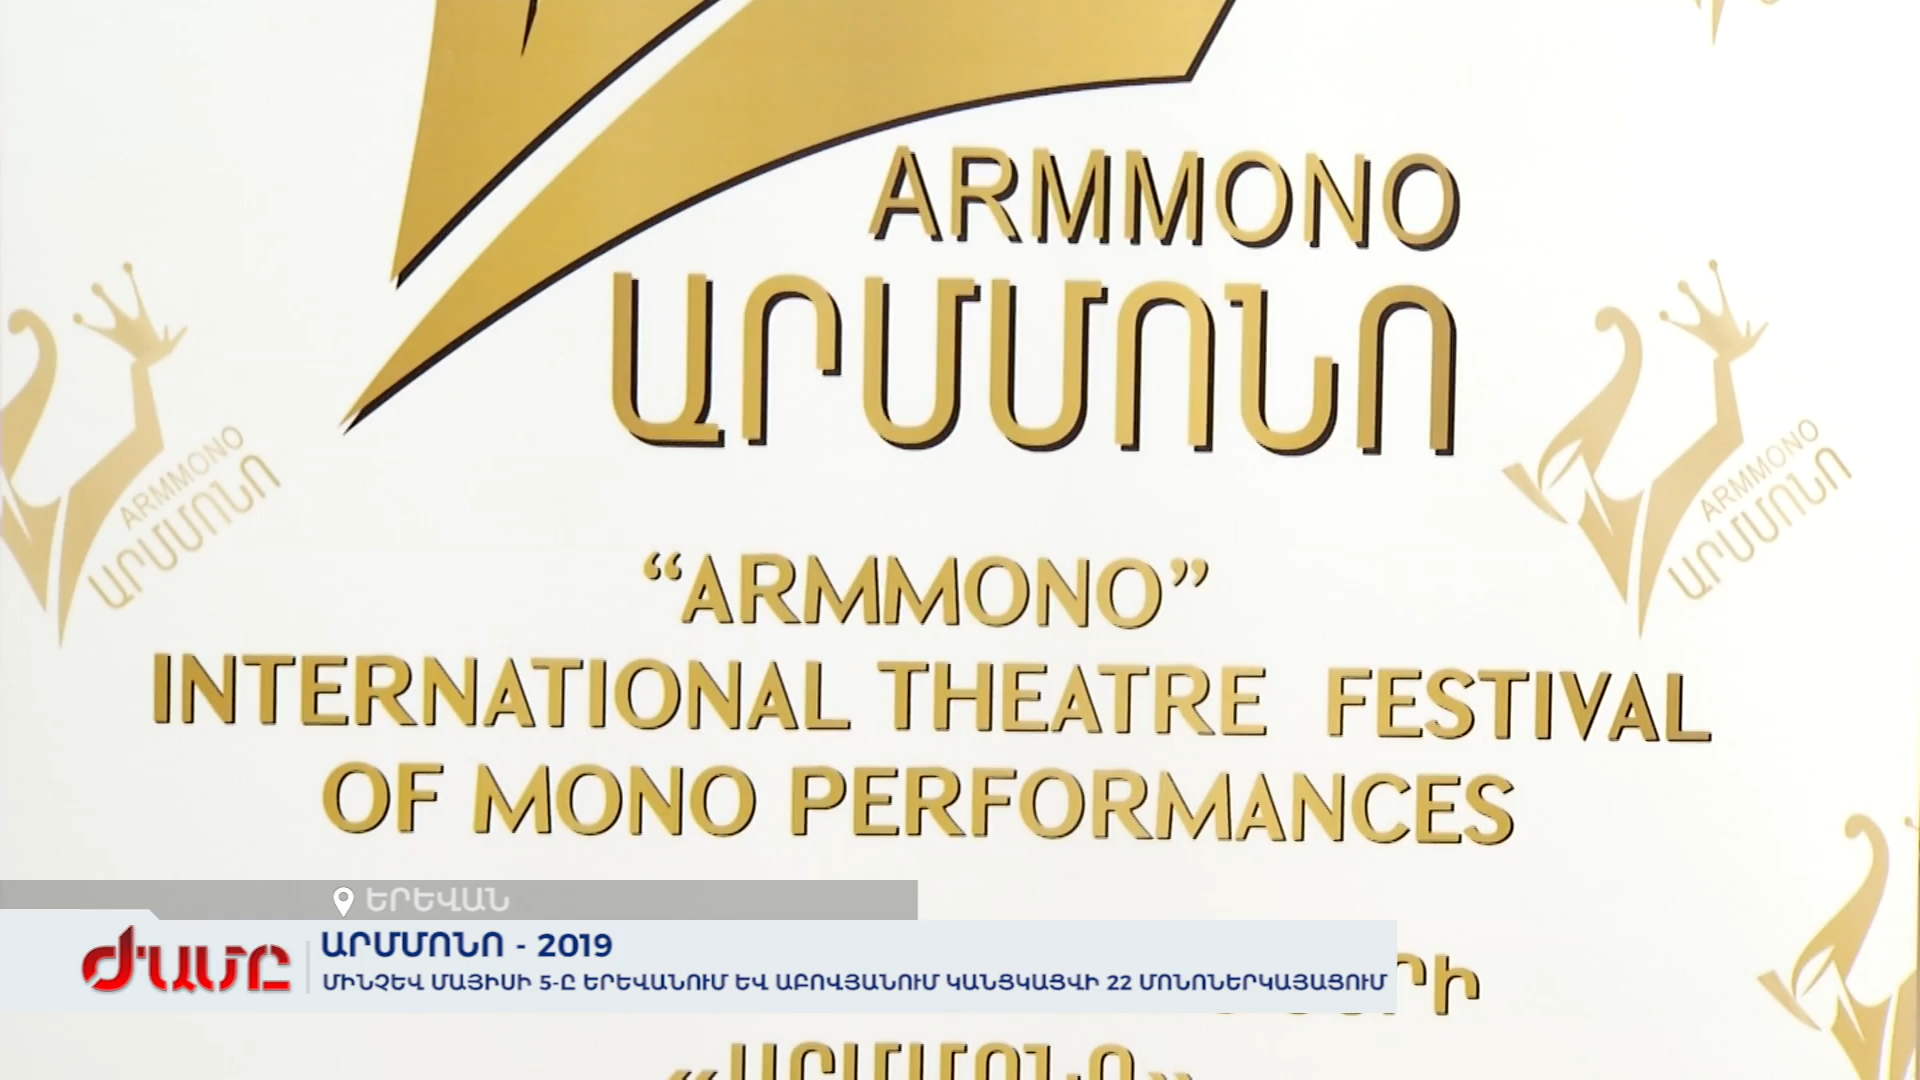 ARMMONO
ԱՐՄՄՈՆՈ
ARMMONO
ԱՐՄՄՈՆՈ
ARMMONO
ԱՐՄՄՈՆՈ
“ARMMONO”
INTERNATIONAL THEATRE FESTIVAL
OF MONO PERFORMANCES
ԵՐԵՎԱՆ
ԺԱՄԸ
ԱՐՄՄՈՆՈ - 2019
ՄԻՆՉԵՎ ՄԱՅԻՍԻ 5-Ը ԵՐԵՎԱՆՈՒՄ ԵՎ ԱԲՈՎՅԱՆՈՒՄ ԿԱՆՑԿԱՑՎԻ 22 ՄՈՆՈՆԵՐԿԱՅԱՑՈՒՄ
«ԱՐՄՄՈՆՈ»